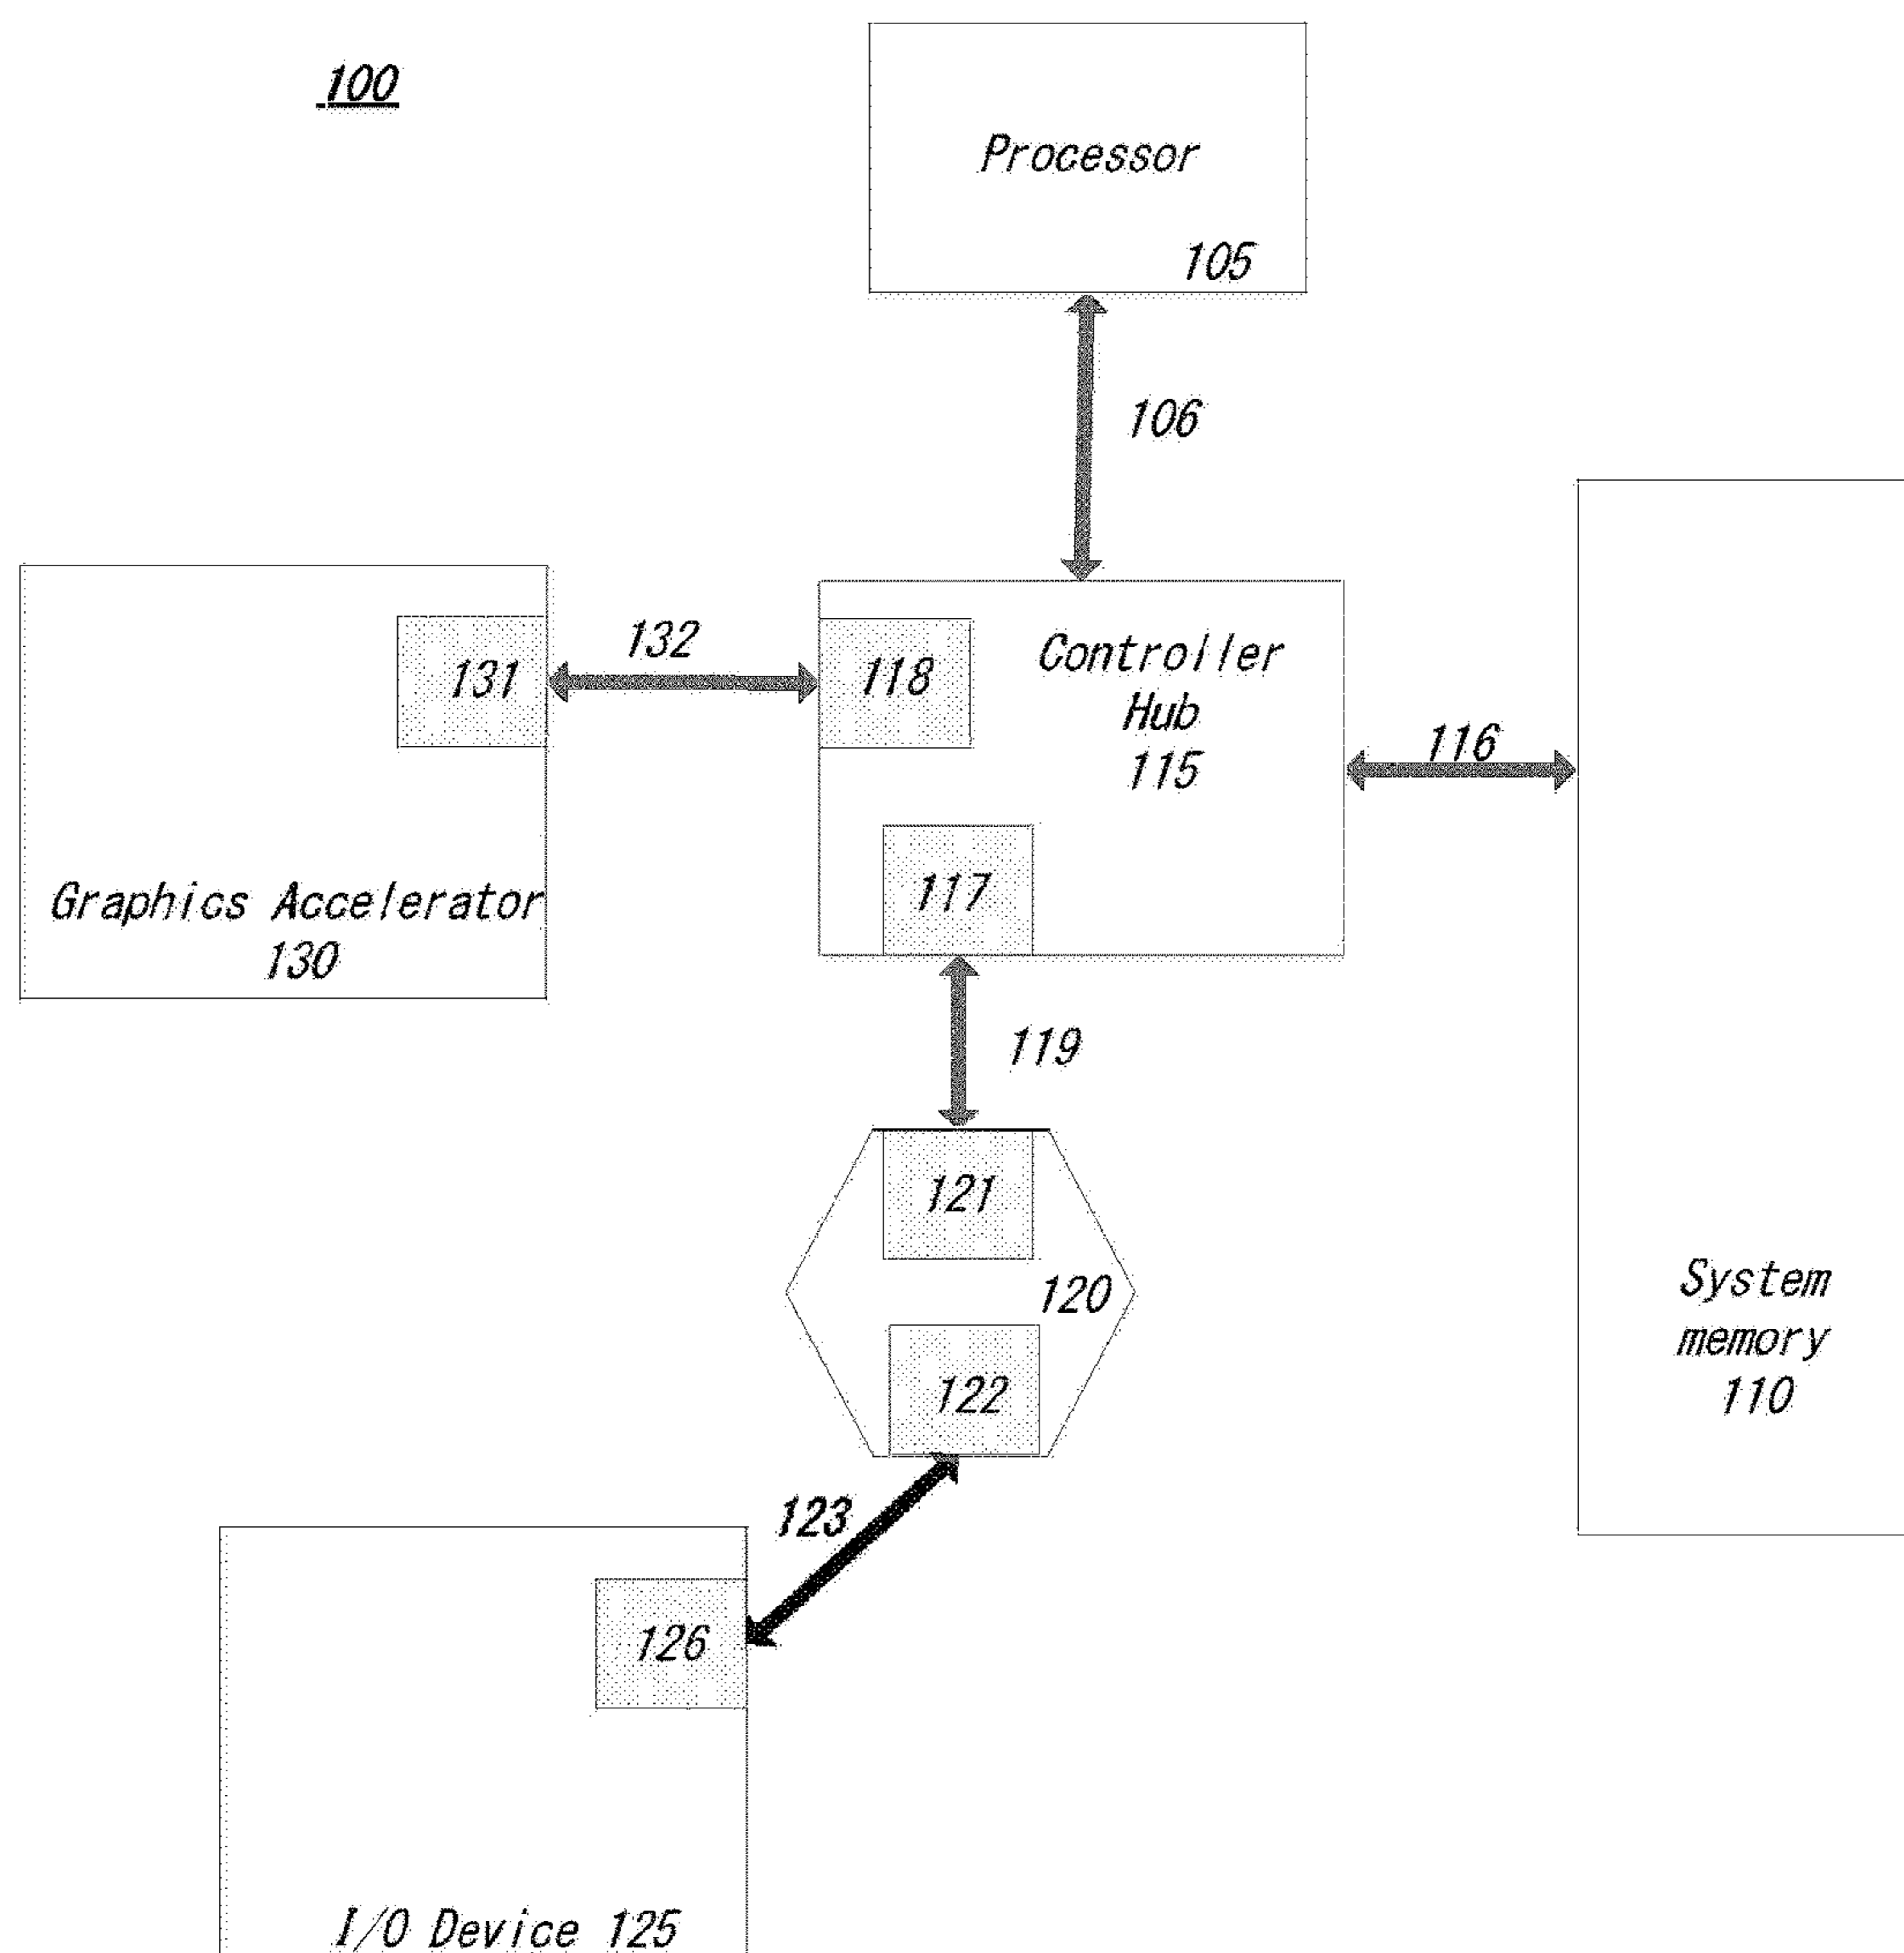 100
Processor
105
106
132
131
118
Controller
Hub
115
116
117
Graphics Accelerator
130
119
121
120
122
System
memory
110
123
126
I/O Device 125